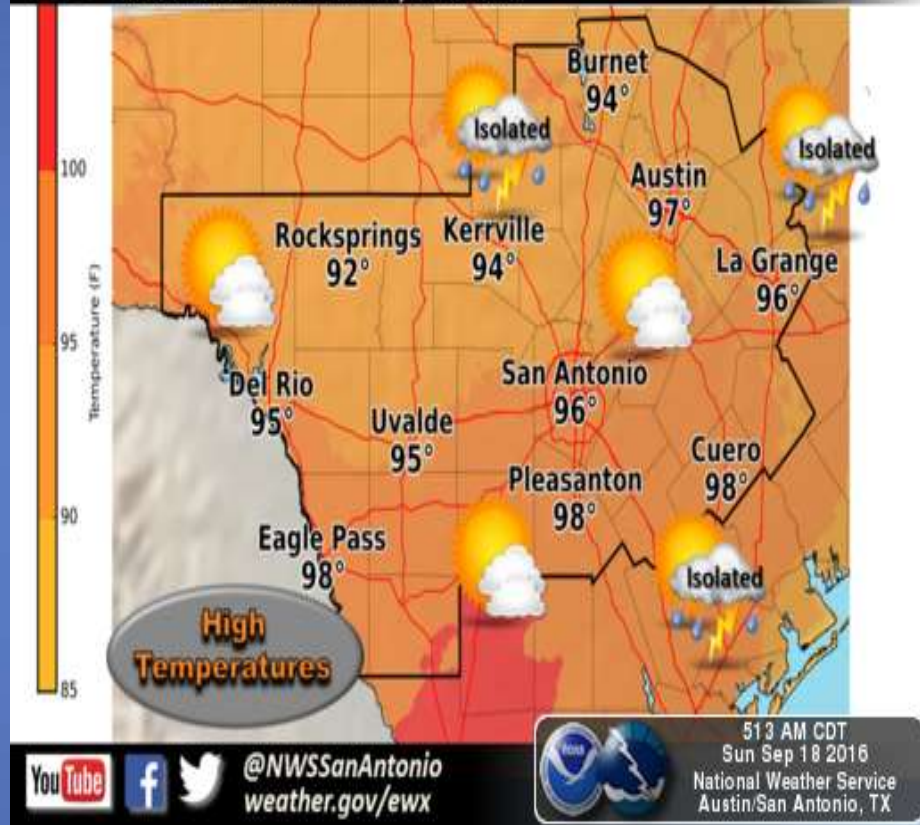 100
95
90
85
Temperature (F)
Burnet
94°
Isolated
Isolated
Austin
97°
Rocksprings
92°
Kerrville
94°
La Grange
96°
Del Rio
95°
San Antonio
96°
Uvalde
95°
Cuero
98°
Pleasanton
98°
Eagle Pass
98°
Isolated
High
Temperatures
YouTube
@NWSSanAntonio
weather.gov/ewx
NOAA
513 AM CDT
Sun Sep 18 2016
National Weather Service
Austin/San Antonio, TX